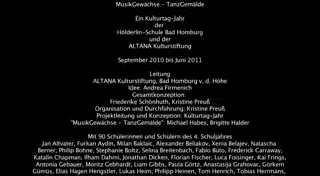 MusikGewächse - TanzGemälde
Ein Kulturtag-Jahr
der
Hölderlin-Schule Bad Homburg
und der
ALTANA Kulturstiftung
September 2010 bis Juni 2011
Leitung
ALTANA Kulturstiftung, Bad Homburg v. d. Höhe
Idee: Andrea Firmenich
Gesamtkonzeption:
Friederike Schönhuth, Kristine Preuß
Organisation und Durchführung: Kristine Preuß
Projektleitung und Konzeption: Kulturtag-Jahr
"MusikGewächse - TanzGemälde": Michael Habes, Brigitte Halder
Mit 90 Schülerinnen und Schülern des 4. Schuljahres
Jan Altvater, Furkan Aydin, Milan Baklaic, Alexander Beliakov, Xenia Belajev, Natascha
Berner, Philip Bohne, Stephanie Boltz, Selina Breitenbach, Fabio Büto, Frederick Carraway,
Katalin Chapman, Ilham Dahmi, Jonathan Dicken, Florian Fischer, Luca Foisinger, Kai Frings,
Antonia Gebauer, Moritz Gebhardt, Liam Gibbs, Paula Görtz, Anastasija Grahovac, Görkem
Gümüs, Elias Hagen Hengstler, Lukas Heim, Philipp Heinen, Tom Henrich, Tobias Herrmans,